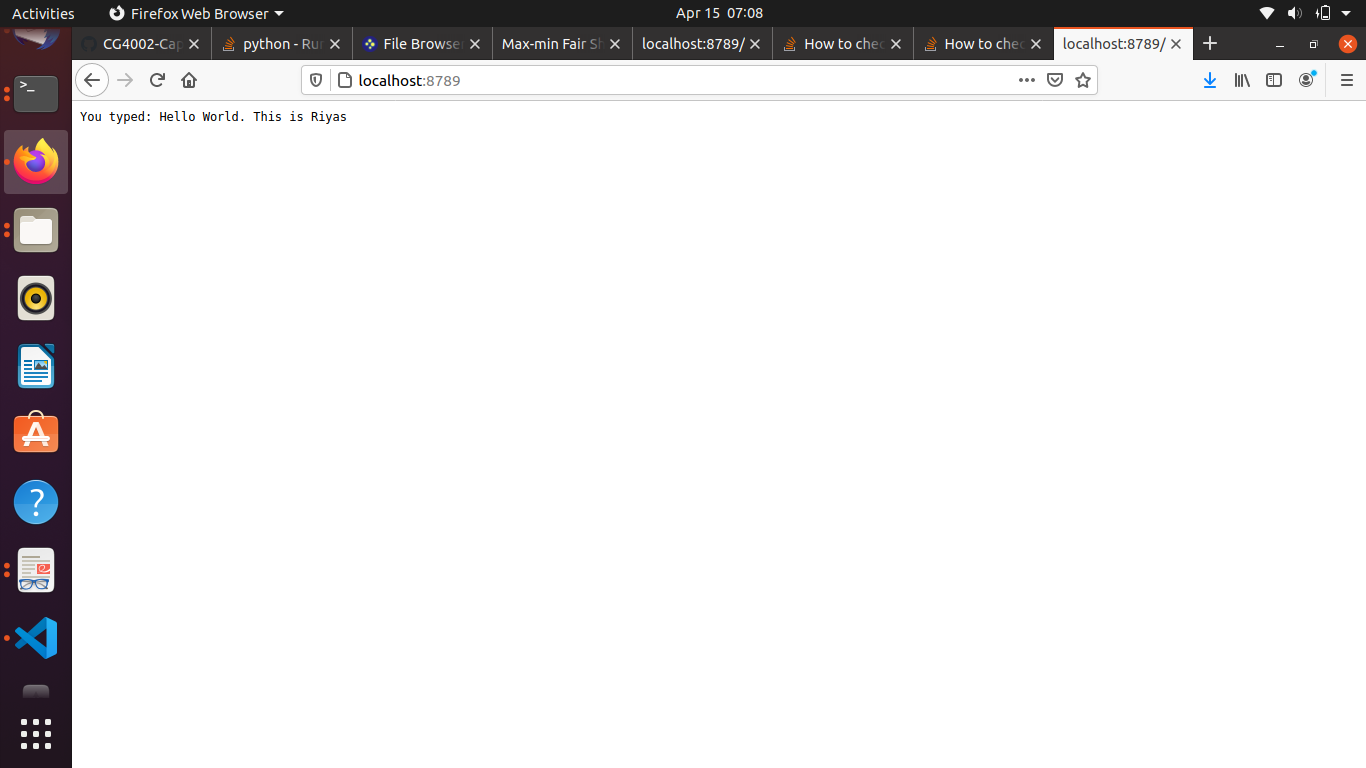 Activities Firefox Web Browser Apr 15 07:08
CG4002-Cap python - Ru File Browse Max-min Fair Sh localhost:8789/ How to chec How to chec localhost:8789/
localhost:8789
You typed: Hello World. This is Riyas
>_
?